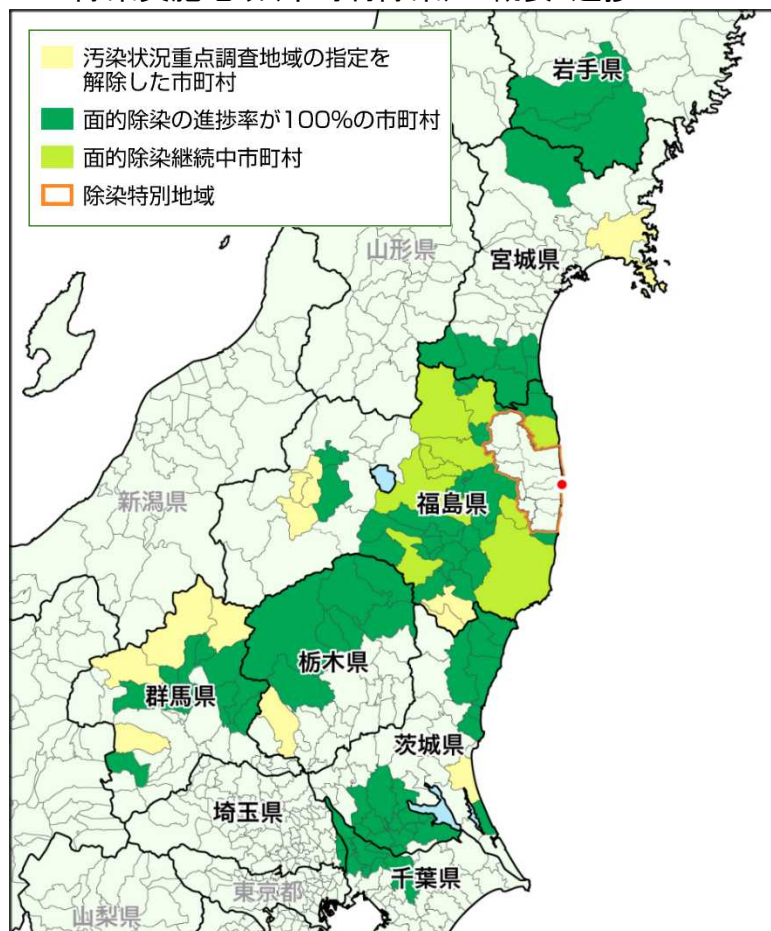 汚染状況重点調査地域の指定を
解除した市町村
面的除染の進捗率が100%の市町村
面的除染継続中市町村
除染特別地域
岩手県
山形県
宮城県
新潟県
福島県
栃木県
群馬県
茨城県
埼玉県
千葉県
東京都
山梨県